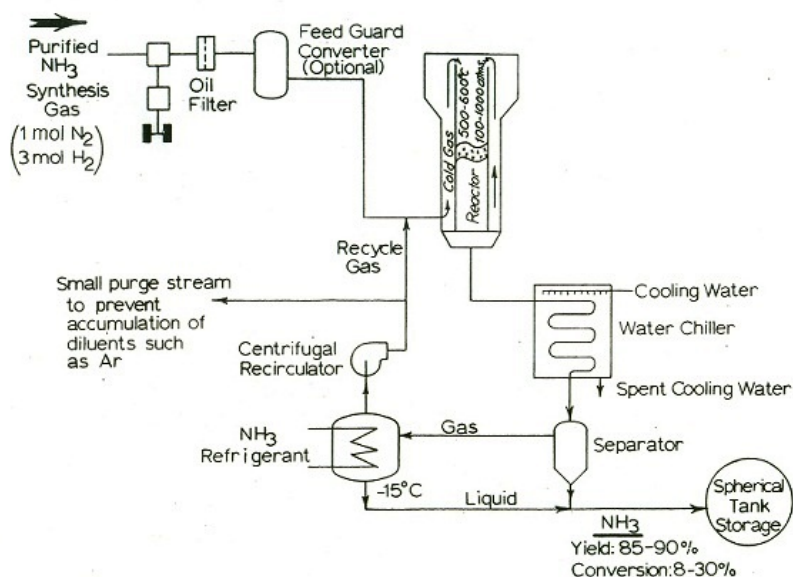 Purified
NH3
Synthesis
Gas
(1 mol N2
3 mol H2)
Oil
Filter
Feed Guard
Converter
(Optional)
Cold Gas
500-600°C
100-1000 atms.
Reactor
Recycle
Gas
Small purge stream
to prevent
accumulation of
diluents such
as Ar
Centrifugal
Recirculator
Cooling Water
Water Chiller
Spent Cooling Water
NH3
Refrigerant
Gas
Separator
-15°C
Liquid
Spherical
Tank
Storage
NH3
Yield: 85-90%
Conversion: 8-30%